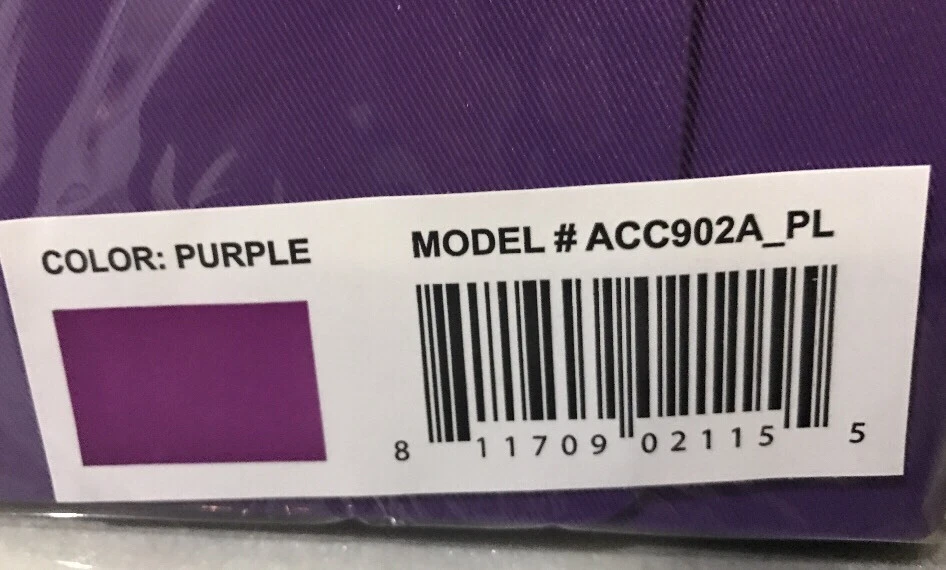 COLOR: PURPLE
MODEL # ACC902A_PL
8 11709 02115 5